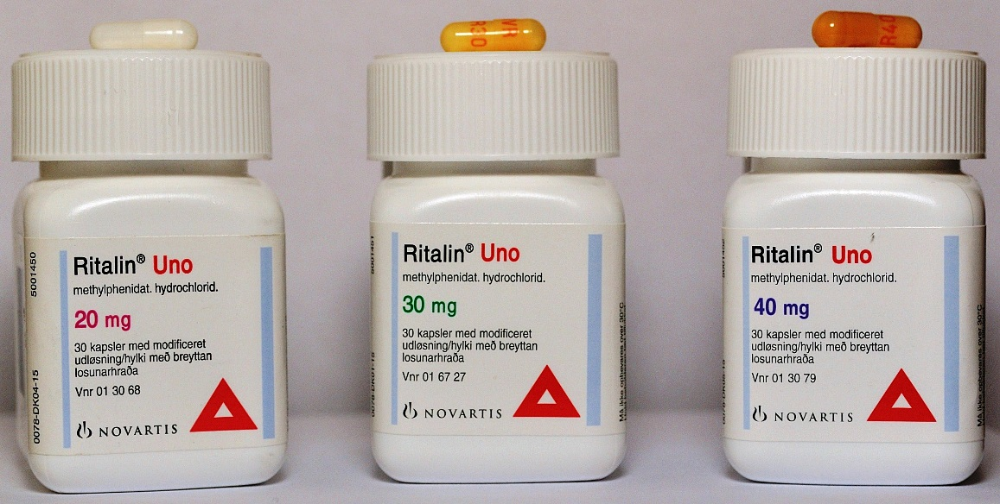 NVR
R30
R40
Ritalin® Uno
methylphenidat. hydrochlorid.
20 mg
30 kapsler med modificeret
udløsning/hylki með breyttan
losunarhraða
Vnr 01 30 68
NOVARTIS
5001450
0078-DK04-15
Ritalin® Uno
methylphenidat. hydrochlorid.
30 mg
30 kapsler med modificeret
udløsning/hylki með breyttan
losunarhraða
Vnr 01 67 27
NOVARTIS
5001451
Må ikke opbevares over 30°C
Ritalin® Uno
methylphenidat. hydrochlorid.
40 mg
30 kapsler med modificeret
udløsning/hylki með breyttan
losunarhraða
Vnr 01 30 79
NOVARTIS
Må ikke opbevares over 30°C